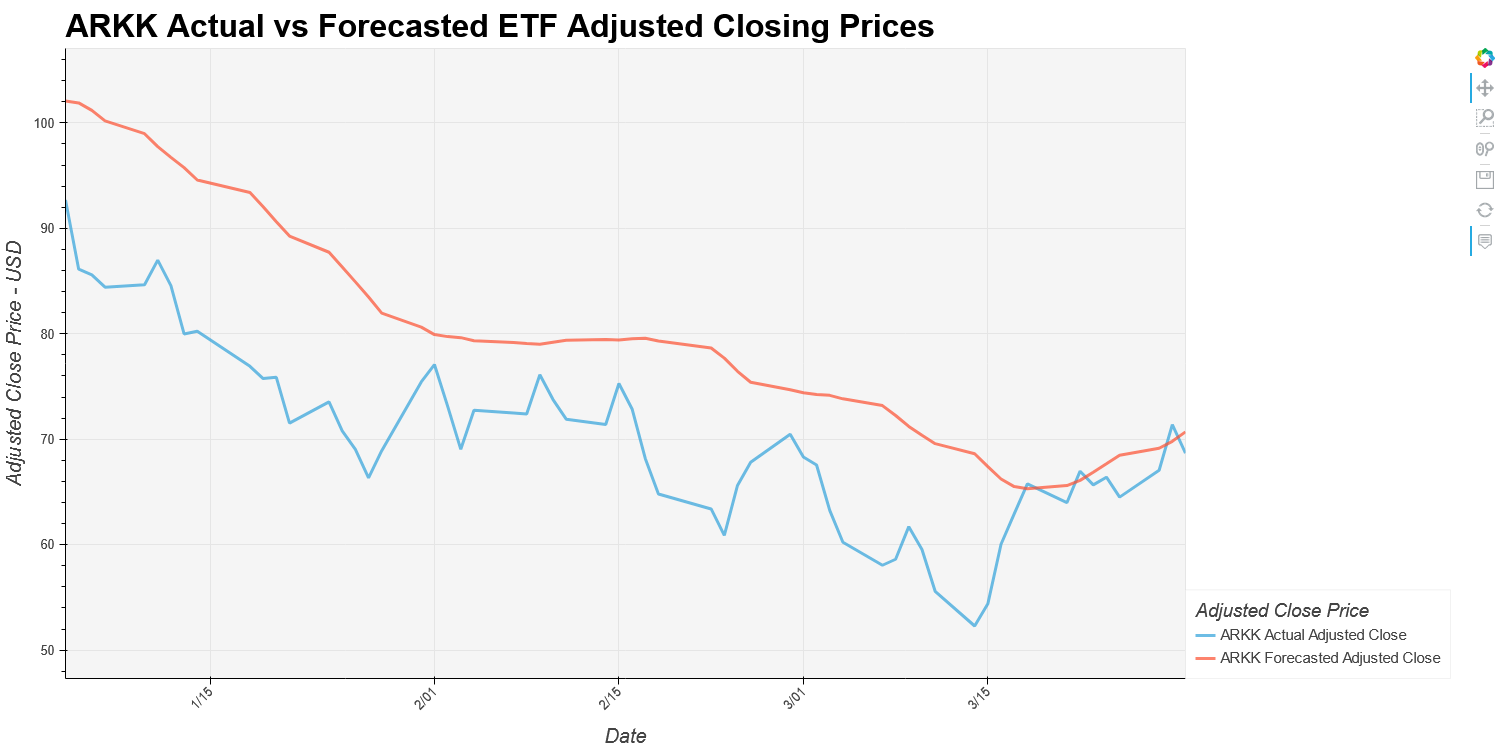 ARKK Actual vs Forecasted ETF Adjusted Closing Prices
Adjusted Close Price - USD
100
90
80
70
60
50
1/15
2/01
2/15
3/01
3/15
Date
Adjusted Close Price
ARKK Actual Adjusted Close
ARKK Forecasted Adjusted Close